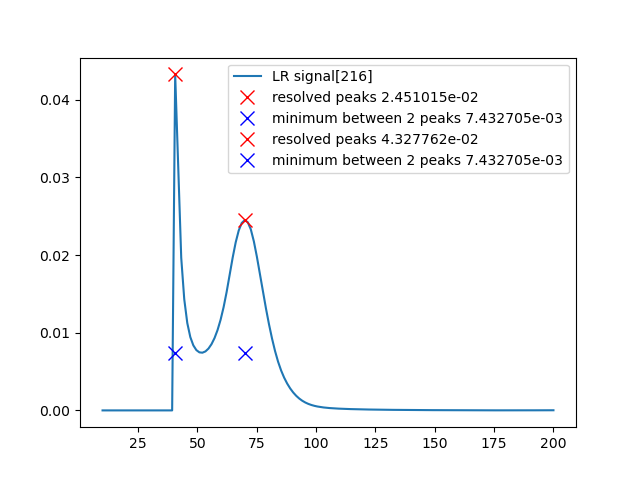 LR signal[216]
resolved peaks 2.451015e-02
minimum between 2 peaks 7.432705e-03
resolved peaks 4.327762e-02
minimum between 2 peaks 7.432705e-03
0.04
0.03
0.02
0.01
0.00
25 50 75 100 125 150 175 200